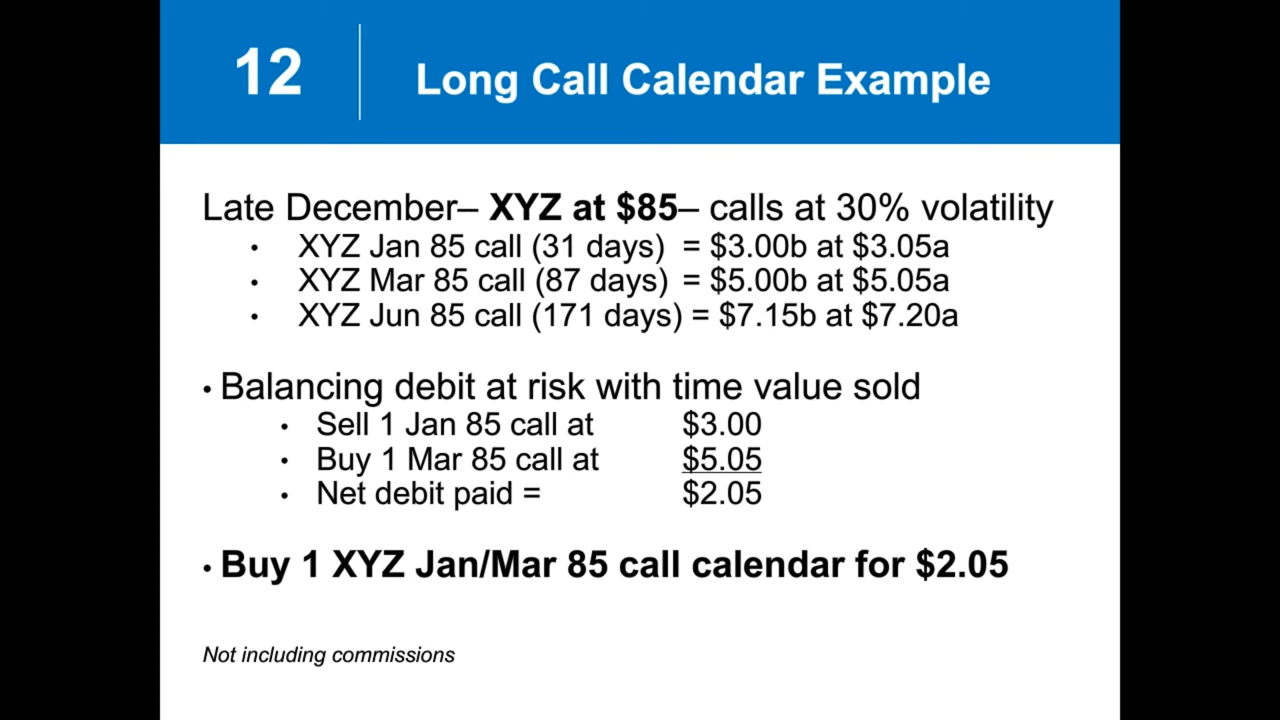 12
Long Call Calendar Example
Late December– XYZ at $85– calls at 30% volatility
• XYZ Jan 85 call (31 days) = $3.00b at $3.05a
• XYZ Mar 85 call (87 days) = $5.00b at $5.05a
• XYZ Jun 85 call (171 days) = $7.15b at $7.20a
• Balancing debit at risk with time value sold
• Sell 1 Jan 85 call at $3.00
• Buy 1 Mar 85 call at $5.05
• Net debit paid = $2.05
• Buy 1 XYZ Jan/Mar 85 call calendar for $2.05
Not including commissions